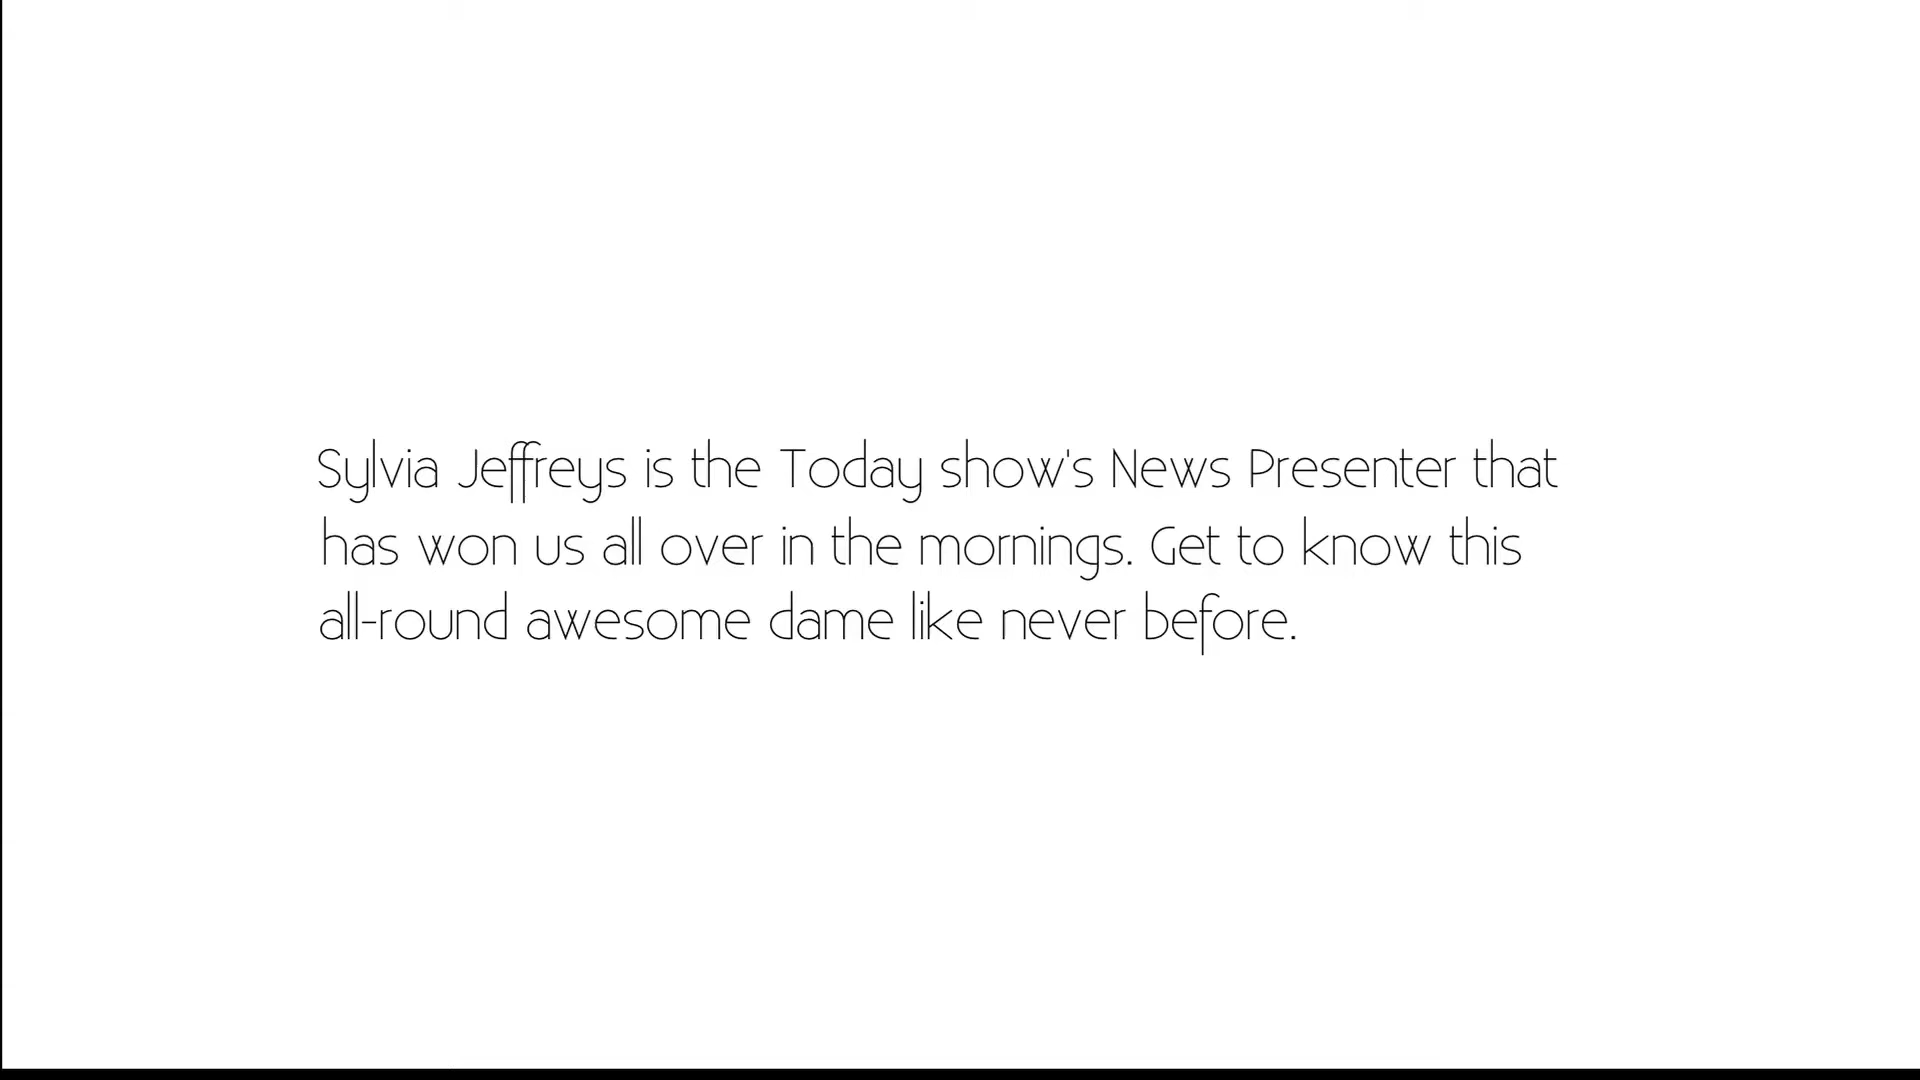 Sylvia Jeffreys is the Today show's News Presenter that
has won us all over in the mornings. Get to know this
all-round awesome dame like never before.